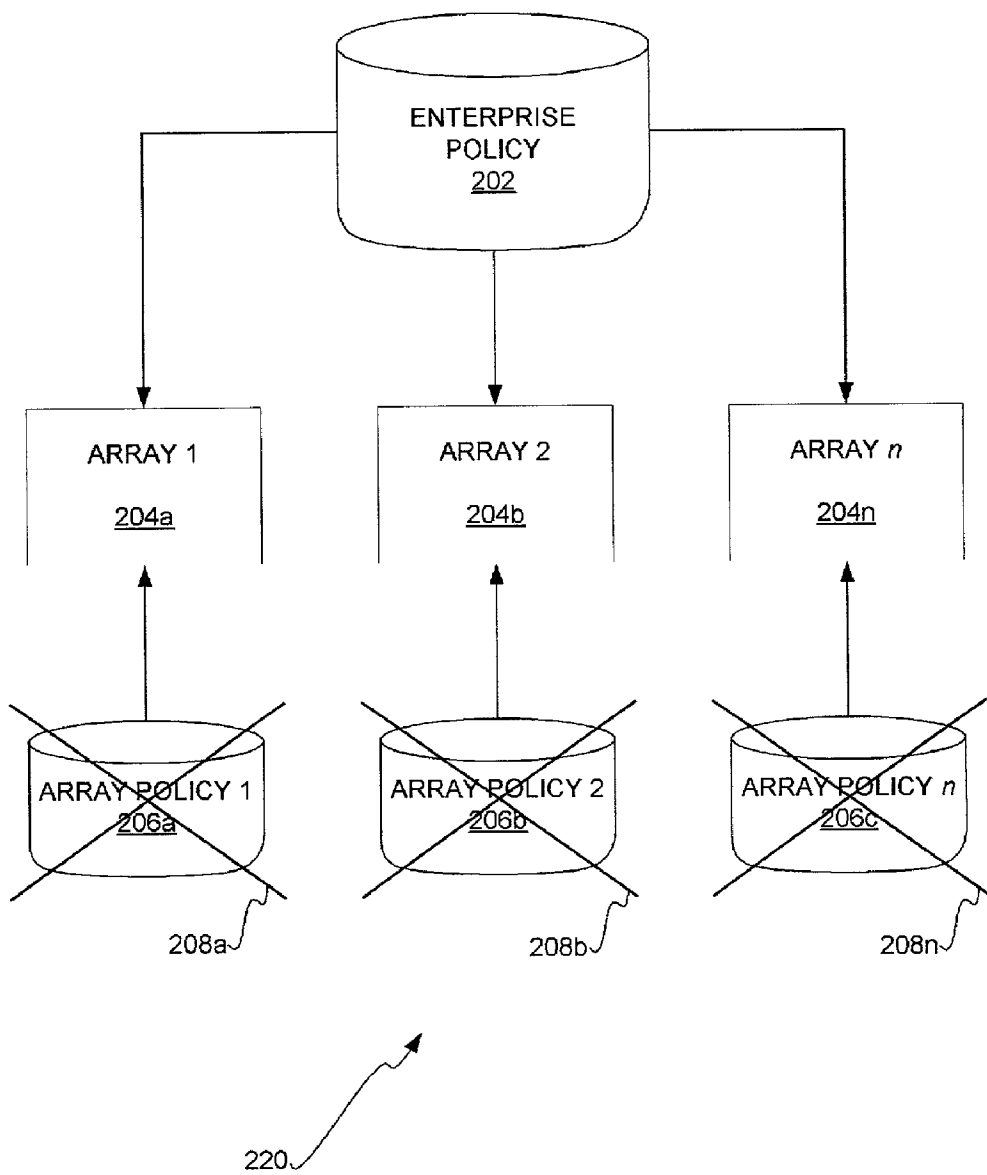 ENTERPRISE
POLICY
202
ARRAY 1
204a
ARRAY 2
204b
ARRAY n
204n
ARRAY POLICY 1
206a
ARRAY POLICY 2
206b
ARRAY POLICY n
206c
208a
208b
208n
220